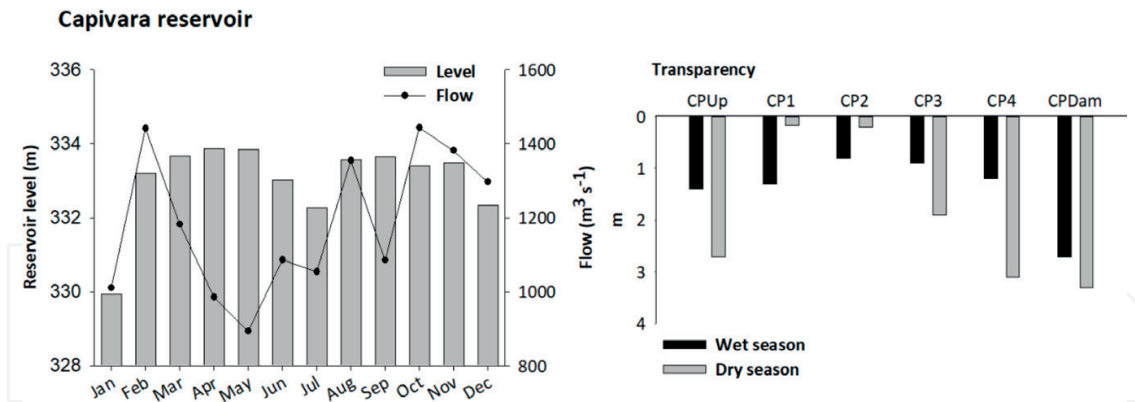 Capivara reservoir
336
334
332
330
328
Reservoir level (m)
Level
Flow
1600
1400
1200
1000
800
Flow (m³ s⁻¹)
Jan Feb Mar Apr May Jun Jul Aug Sep Oct Nov Dec
Transparency
CPUp CP1 CP2 CP3 CP4 CPDam
0
1
2
3
4
m
Wet season
Dry season